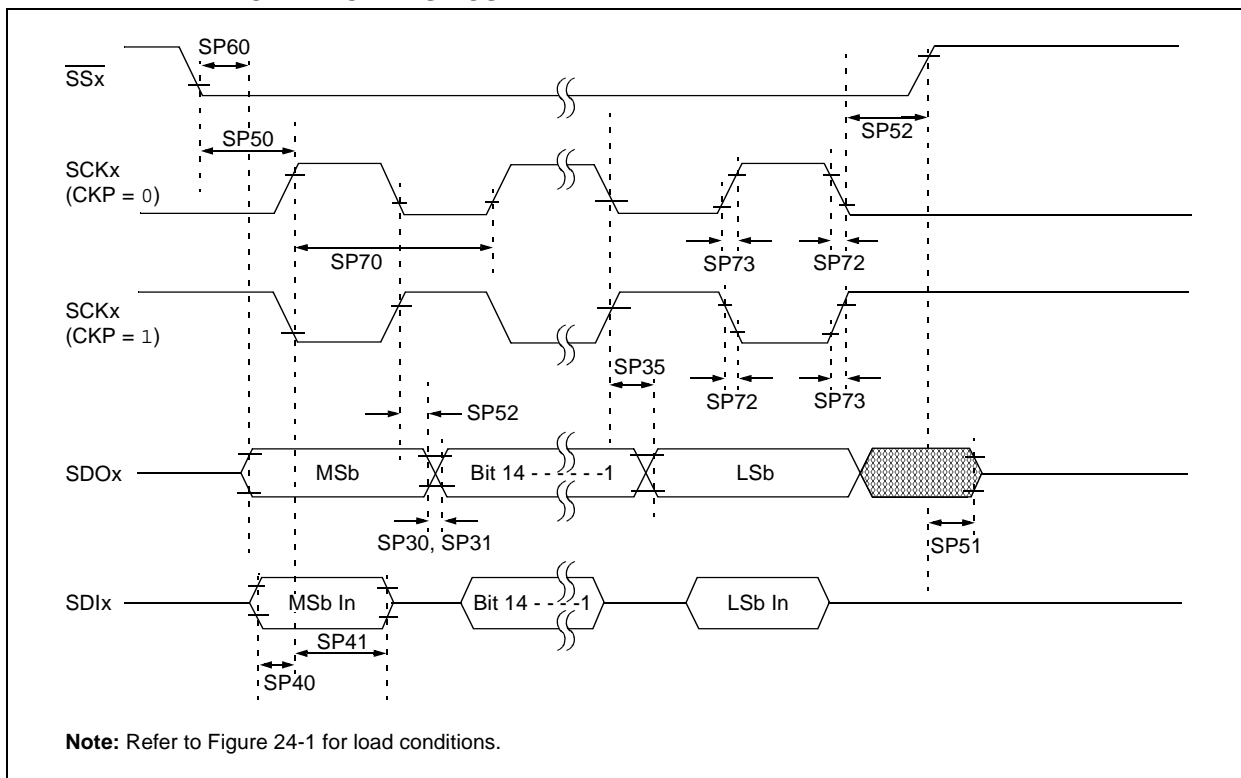 SP60
SSx
SP50
SP52
SCKx
(CKP = 0)
SP70
SP73
SP72
SCKx
(CKP = 1)
SP35
SP72
SP73
SP52
SDOx
MSb
Bit 14 - - - - - -1
LSb
SP30, SP31
SP51
SDIx
MSb In
Bit 14 - - - -1
LSb In
SP41
SP40
Note: Refer to Figure 24-1 for load conditions.